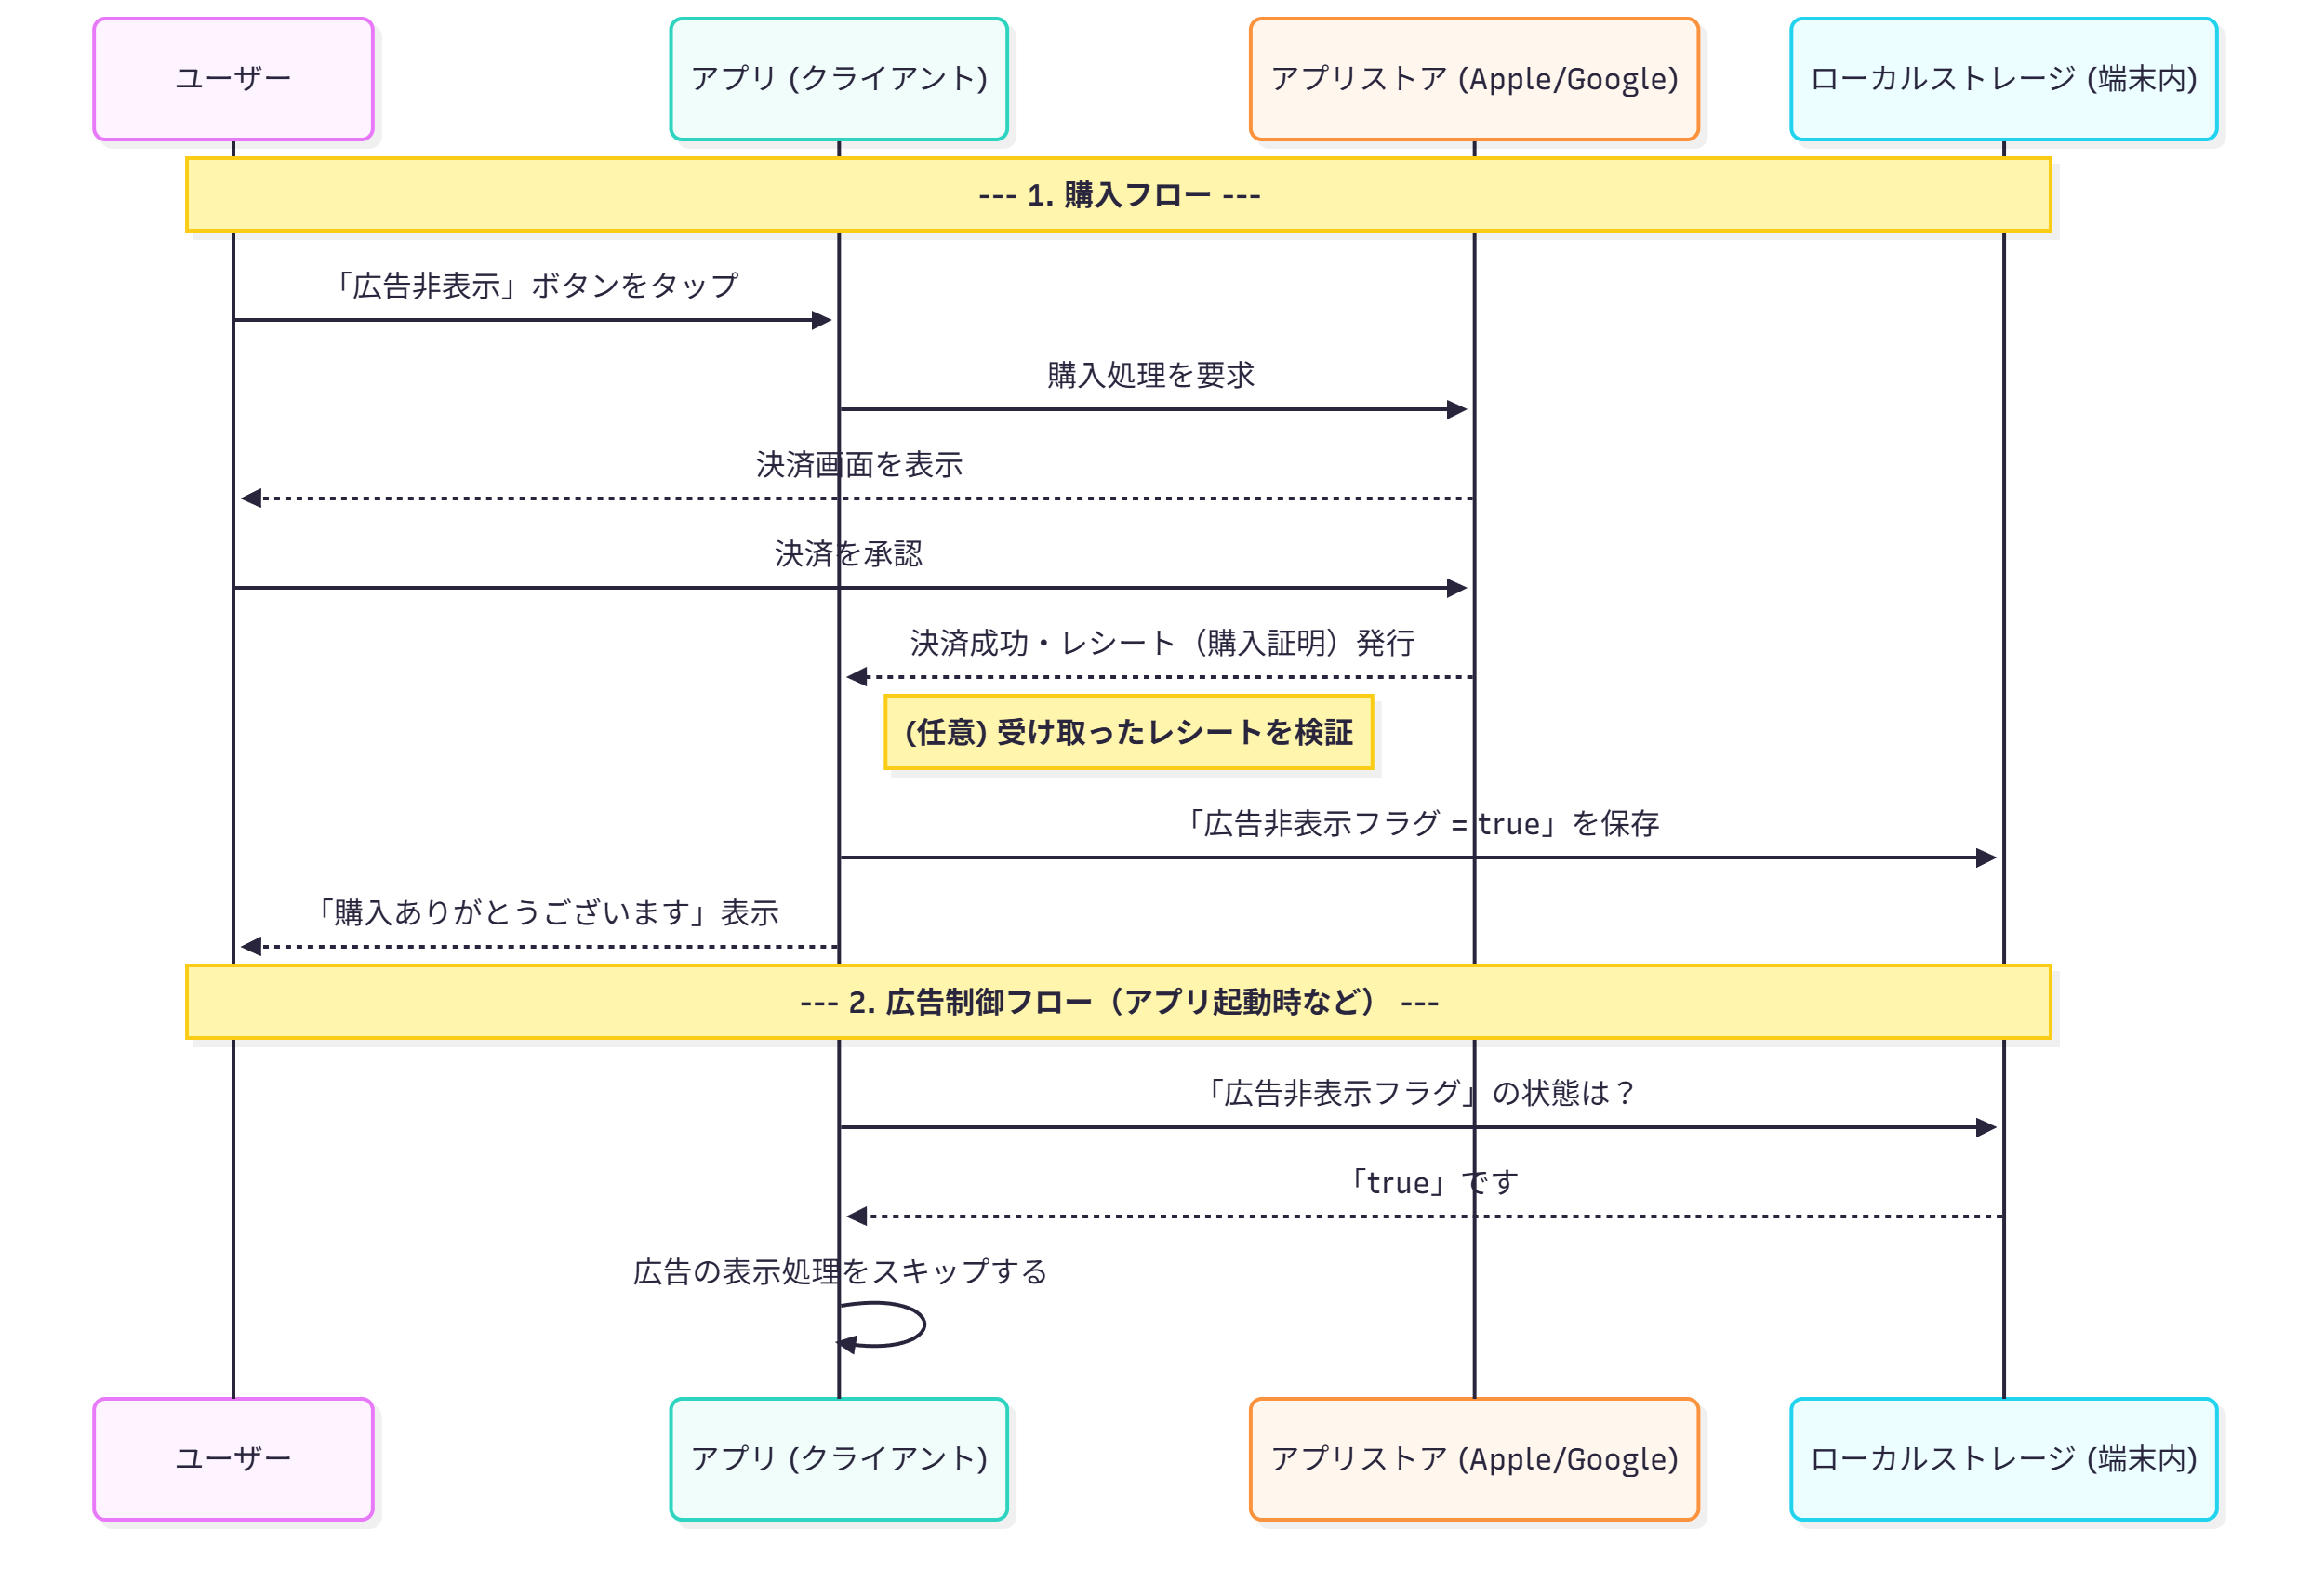 ユーザー
アプリ (クライアント)
アプリストア (Apple/Google)
ローカルストレージ (端末内)
--- 1. 購入フロー ---
「広告非表示」ボタンをタップ
購入処理を要求
決済画面を表示
決済を承認
決済成功・レシート（購入証明）発行
(任意) 受け取ったレシートを検証
「広告非表示フラグ = true」を保存
「購入ありがとうございます」表示
--- 2. 広告制御フロー（アプリ起動時など） ---
「広告非表示フラグ」の状態は？
「true」です
広告の表示処理をスキップする
ユーザー
アプリ (クライアント)
アプリストア (Apple/Google)
ローカルストレージ (端末内)